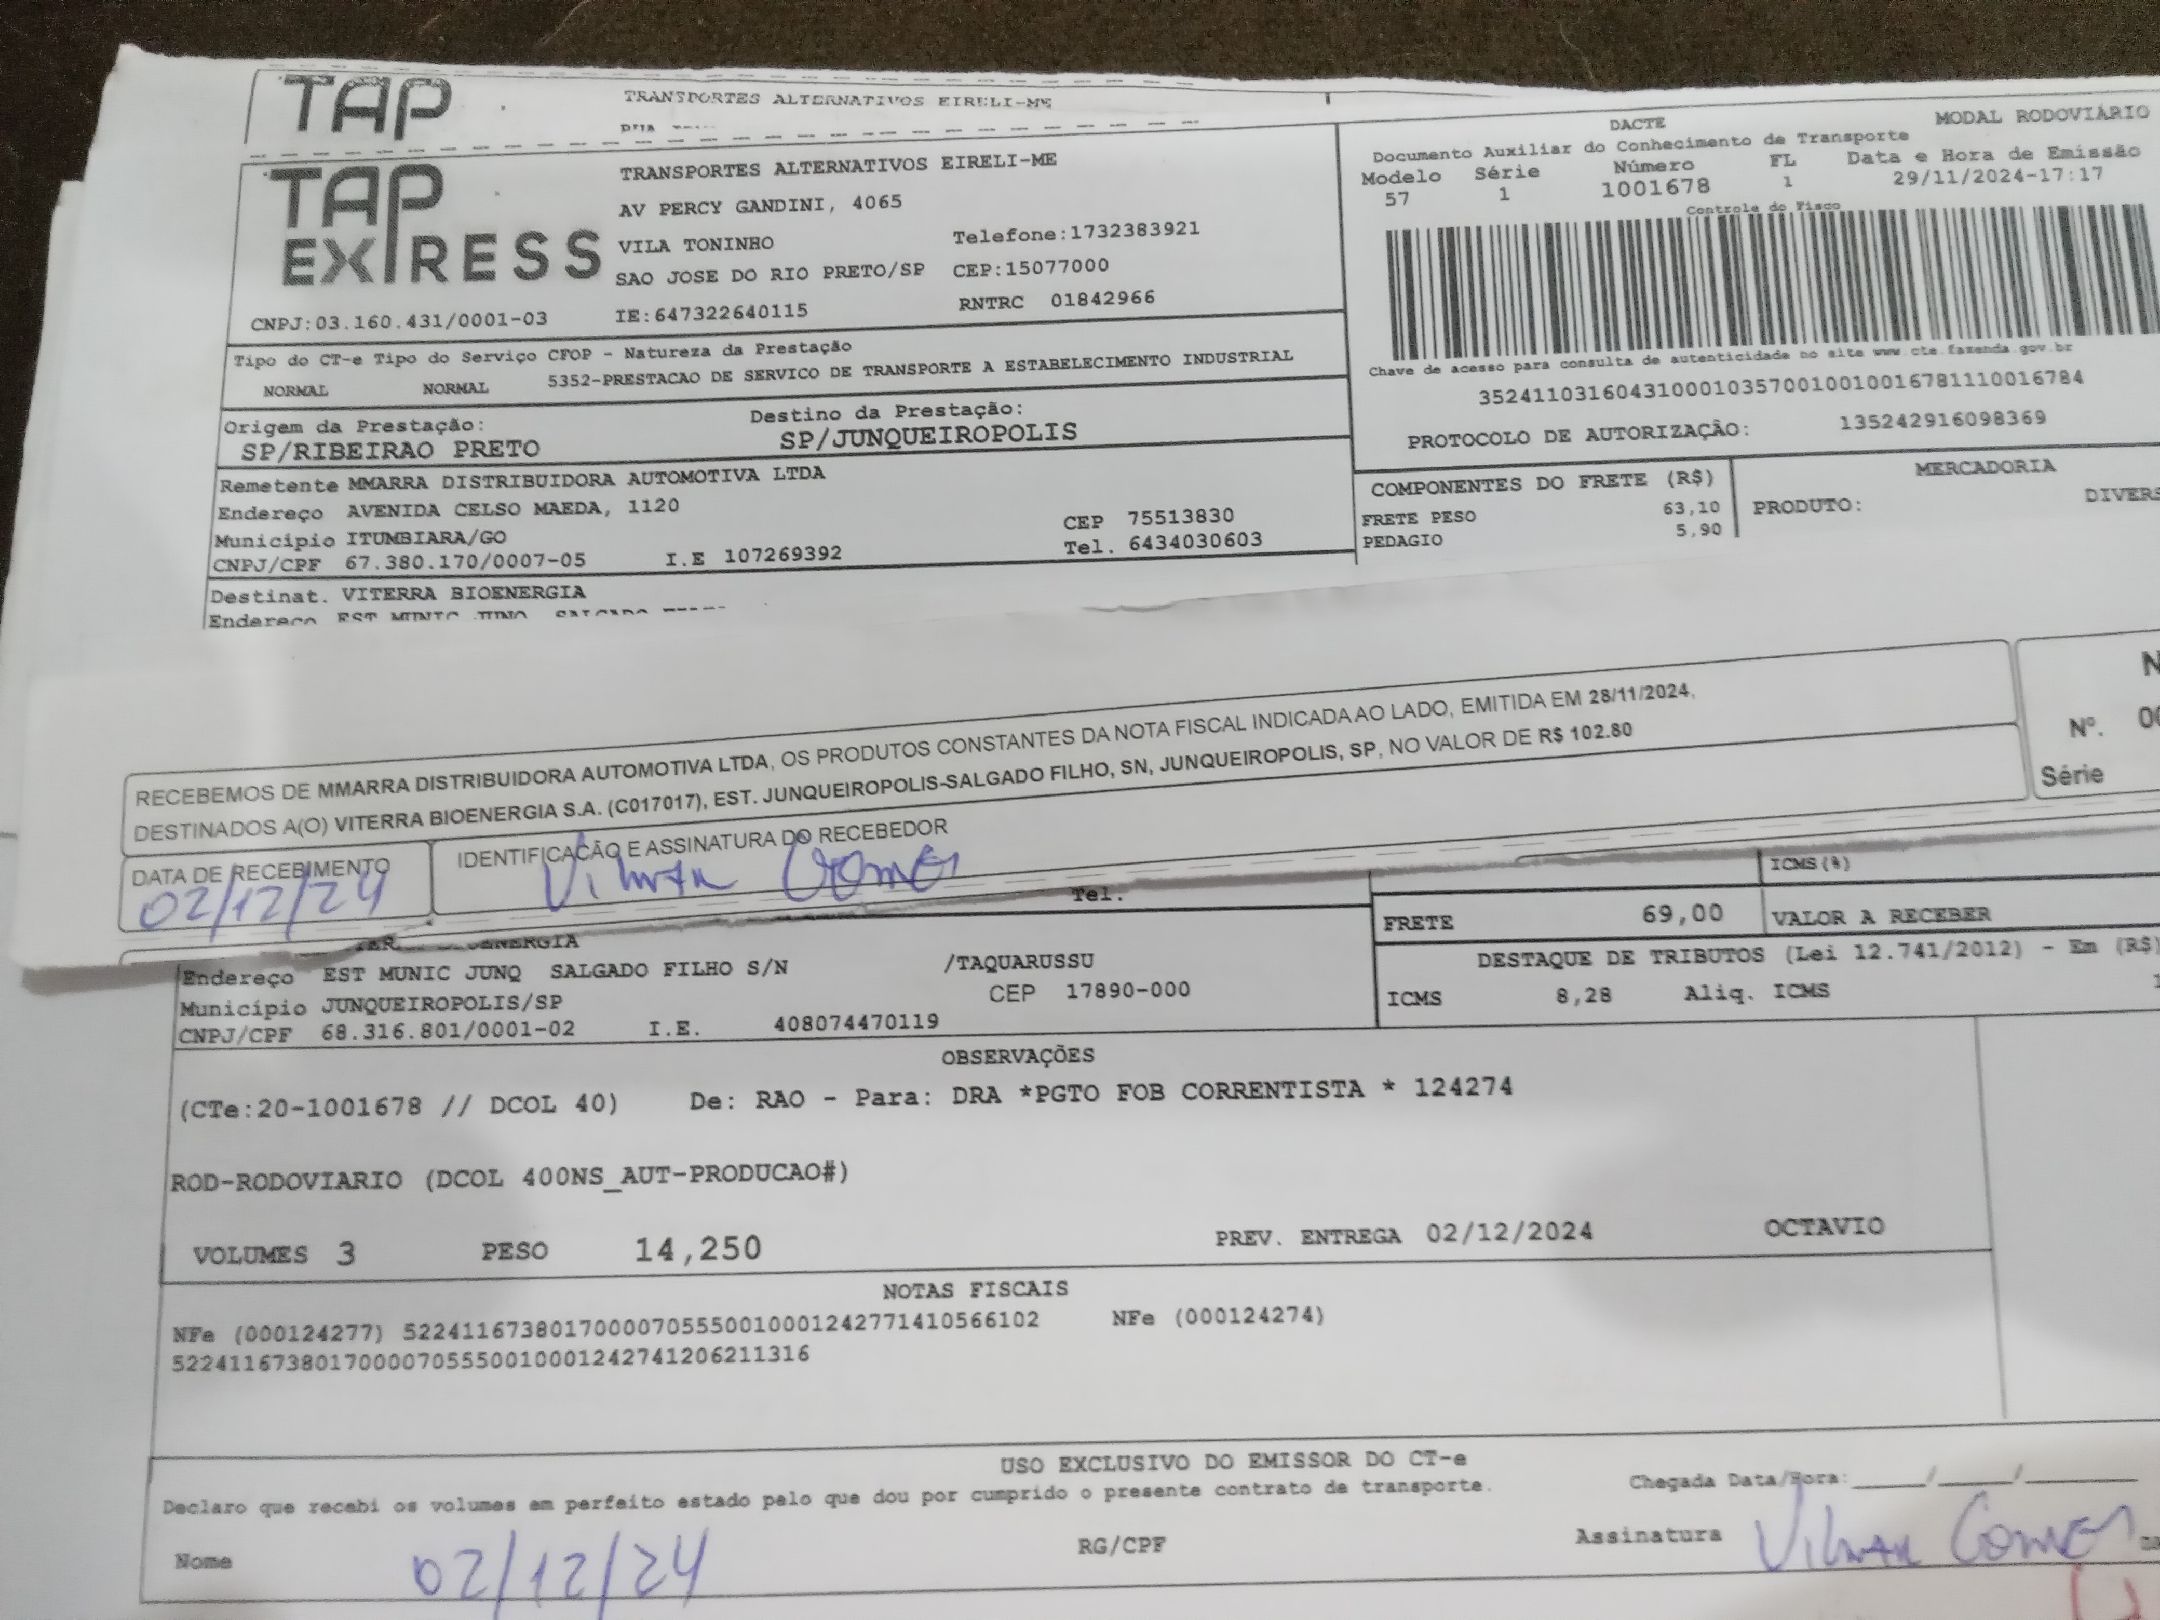 TAP
TRANSPORTES ALTERNATIVOS EIRELI-ME
TAP EXPRESS
TRANSPORTES ALTERNATIVOS EIRELI-ME
AV PERCY GANDINI, 4065
VILA TONINHO
Telefone:1732383921
SAO JOSE DO RIO PRETO/SP CEP:15077000
CNPJ:03.160.431/0001-03 IE:647322640115 RNTRC 01842966
DACTE MODAL RODOVIÁRIO
Documento Auxiliar do Conhecimento de Transporte
Modelo Série Número FL Data e Hora de Emissão
57 1 1001678 1 29/11/2024-17:17
Controle do Fisco
Chave de acesso para consulta de autenticidade no site www.cte.fazenda.gov.br
35241103160431000103570010010016781110016784
PROTOCOLO DE AUTORIZAÇÃO: 135242916098369
Tipo do CT-e Tipo do Serviço CFOP - Natureza da Prestação
NORMAL NORMAL 5352-PRESTACAO DE SERVICO DE TRANSPORTE A ESTABELECIMENTO INDUSTRIAL
Origem da Prestação: Destino da Prestação:
SP/RIBEIRAO PRETO SP/JUNQUEIROPOLIS
Remetente MMARRA DISTRIBUIDORA AUTOMOTIVA LTDA
Endereço AVENIDA CELSO MAEDA, 1120
CEP 75513830
Município ITUMBIARA/GO
Tel. 6434030603
CNPJ/CPF 67.380.170/0007-05 I.E 107269392
Destinat. VITERRA BIOENERGIA
Endereço EST MUNIC JUNQ SALGADO
COMPONENTES DO FRETE (R$)
FRETE PESO 63,10
PEDAGIO 5,90
MERCADORIA
PRODUTO: DIVERS
RECEBEMOS DE MMARRA DISTRIBUIDORA AUTOMOTIVA LTDA, OS PRODUTOS CONSTANTES DA NOTA FISCAL INDICADA AO LADO, EMITIDA EM 28/11/2024,
DESTINADOS A(O) VITERRA BIOENERGIA S.A. (C017017), EST. JUNQUEIROPOLIS-SALGADO FILHO, SN, JUNQUEIROPOLIS, SP, NO VALOR DE R$ 102.80
Nº. 
Série
DATA DE RECEBIMENTO
02/12/24
IDENTIFICAÇÃO E ASSINATURA DO RECEBEDOR
Vilmar Gomes
Tel.
ICMS(%)
FRETE 69,00 VALOR A RECEBER
DESTAQUE DE TRIBUTOS (Lei 12.741/2012) - Em (R$)
ICMS 8,28 Aliq. ICMS
Endereço EST MUNIC JUNQ SALGADO FILHO S/N /TAQUARUSSU
Município JUNQUEIROPOLIS/SP CEP 17890-000
CNPJ/CPF 68.316.801/0001-02 I.E. 408074470119
OBSERVAÇÕES
(CTe:20-1001678 // DCOL 40) De: RAO - Para: DRA *PGTO FOB CORRENTISTA * 124274
ROD-RODOVIARIO (DCOL 400NS_AUT-PRODUCAO#)
VOLUMES 3 PESO 14,250 PREV. ENTREGA 02/12/2024 OCTAVIO
NOTAS FISCAIS
NFe (000124277) 52241167380170000705550010001242771410566102 NFe (000124274)
52241167380170000705550010001242741206211316
USO EXCLUSIVO DO EMISSOR DO CT-e
Declaro que recebi os volumes em perfeito estado pelo que dou por cumprido o presente contrato de transporte.
Chegada Data/Hora:____/____/______
Nome 02/12/24 RG/CPF Assinatura Vilmar Gomes